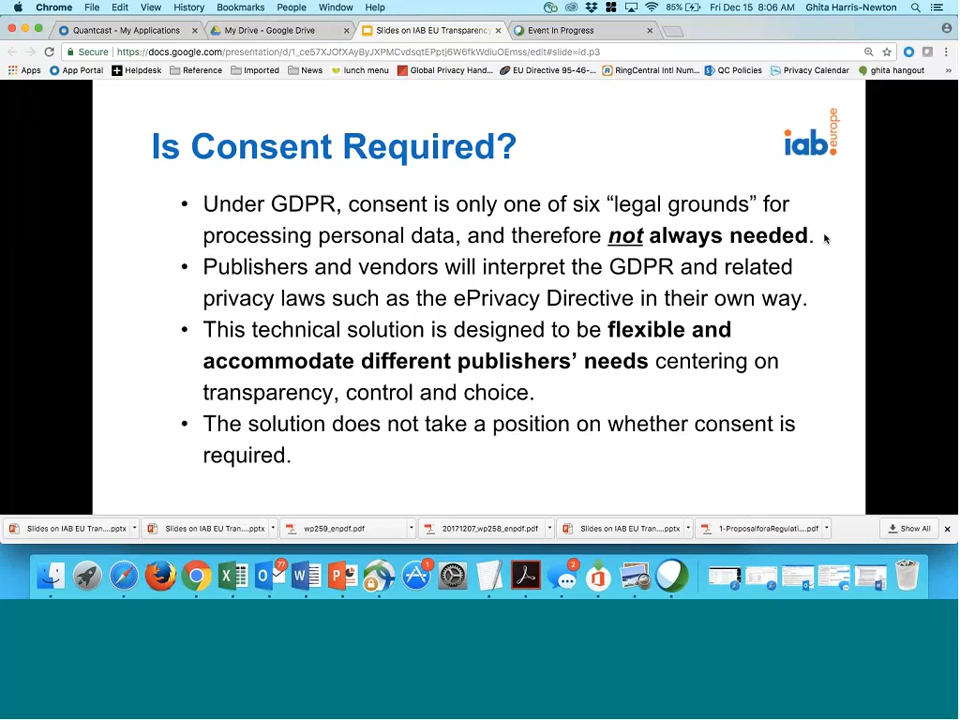 Chrome File Edit View History Bookmarks People Window Help 85% Fri Dec 15 8:06 AM Ghita Harris-Newton
Quantcast - My Applications My Drive - Google Drive Slides on IAB EU Transparenc Event In Progress
Secure https://docs.google.com/presentation/d/1_ce57XJOfXAyByJXPMCvdsqtEPptj6W6fkWdluOEmss/edit#slide=id.p3
Apps App Portal Helpdesk Reference Imported News lunch menu Global Privacy Hand... EU Directive 95-46-... RingCentral Intl Num... QC Policies Privacy Calendar ghita hangout »
Is Consent Required?
iab.europe
• Under GDPR, consent is only one of six “legal grounds” for
processing personal data, and therefore not always needed.
• Publishers and vendors will interpret the GDPR and related
privacy laws such as the ePrivacy Directive in their own way.
• This technical solution is designed to be flexible and
accommodate different publishers’ needs centering on
transparency, control and choice.
• The solution does not take a position on whether consent is
required.
Slides on IAB EU Tran....pptx Slides on IAB EU Tran....pptx wp259_enpdf.pdf 20171207_wp258_enpdf.pdf Slides on IAB EU Tran....pptx 1-ProposalforaRegulati....pdf Show All
77 1 2